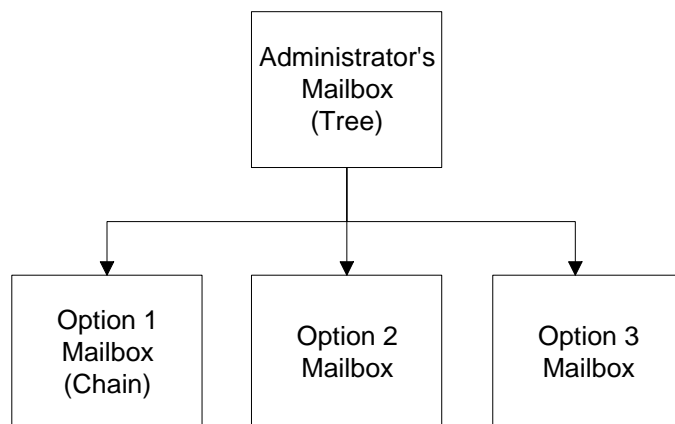 Administrator's
Mailbox
(Tree)
Option 1
Mailbox
(Chain)
Option 2
Mailbox
Option 3
Mailbox